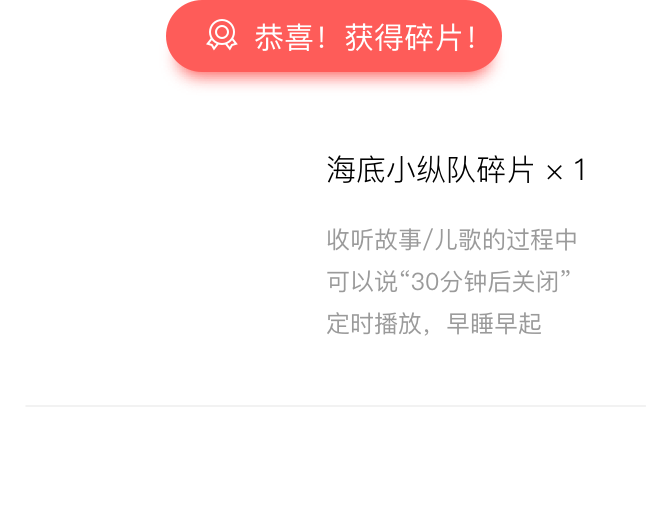 恭喜！获得碎片！
海底小纵队碎片 × 1
收听故事/儿歌的过程中
可以说“30分钟后关闭”
定时播放，早睡早起